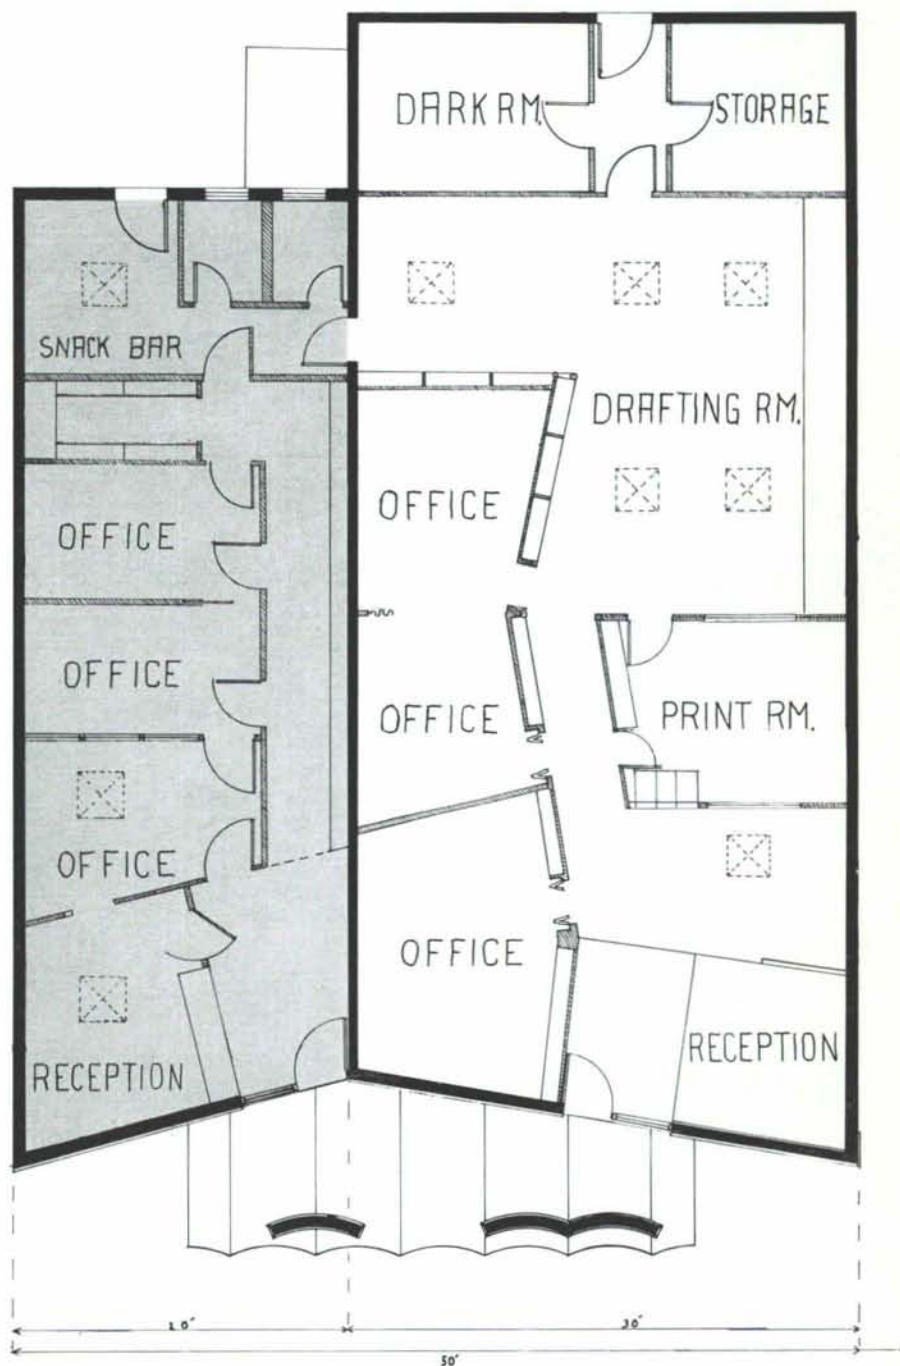 DARK RM.
STORAGE
SNACK BAR
DRAFTING RM.
OFFICE
OFFICE
OFFICE
OFFICE
PRINT RM.
OFFICE
OFFICE
RECEPTION
RECEPTION
20'
30'
50'